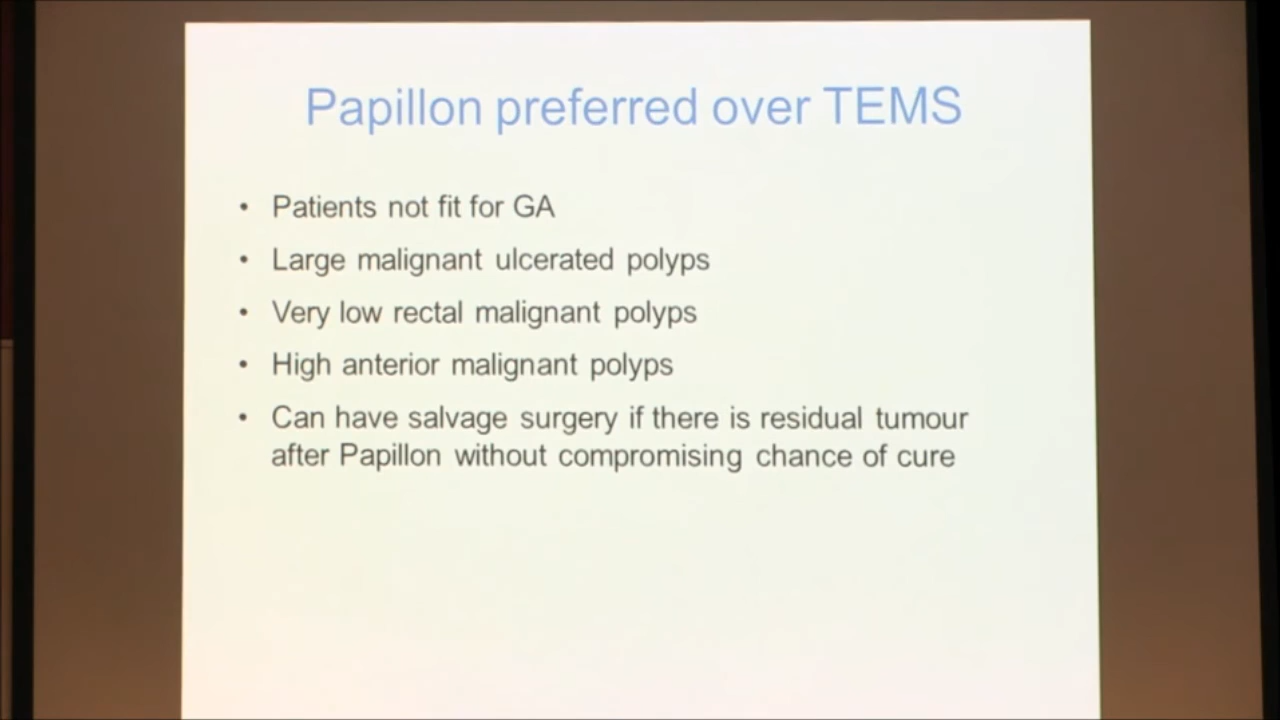 Papillon preferred over TEMS
• Patients not fit for GA
• Large malignant ulcerated polyps
• Very low rectal malignant polyps
• High anterior malignant polyps
• Can have salvage surgery if there is residual tumour
after Papillon without compromising chance of cure